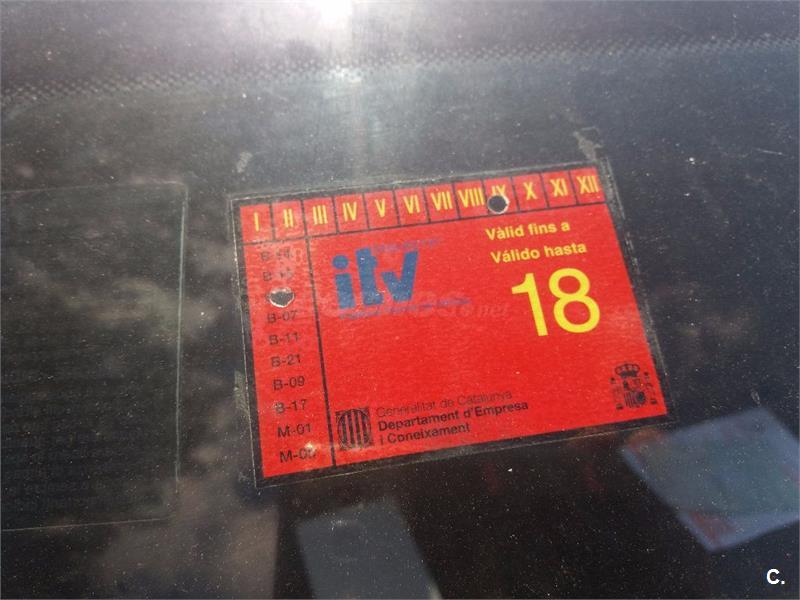 I II III IV V VI VII VIII IX X XI XII
Vàlid fins a
Válido hasta
itv
18
B-07
B-11
B-21
B-09
B-17
M-01
Generalitat de Catalunya
Departament d'Empresa
i Coneixament
C.